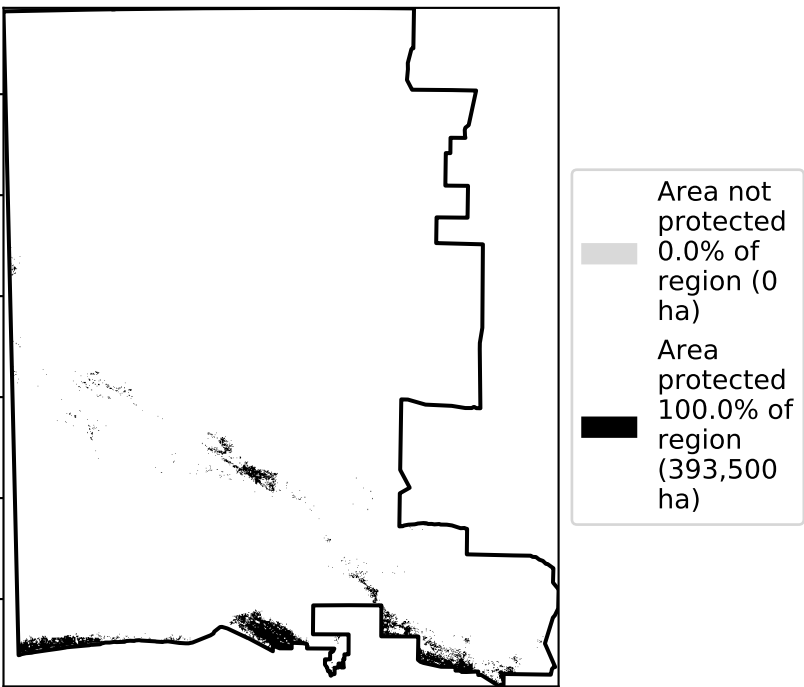 Area not
protected
0.0% of
region (0
ha)
Area
protected
100.0% of
region
(393,500
ha)